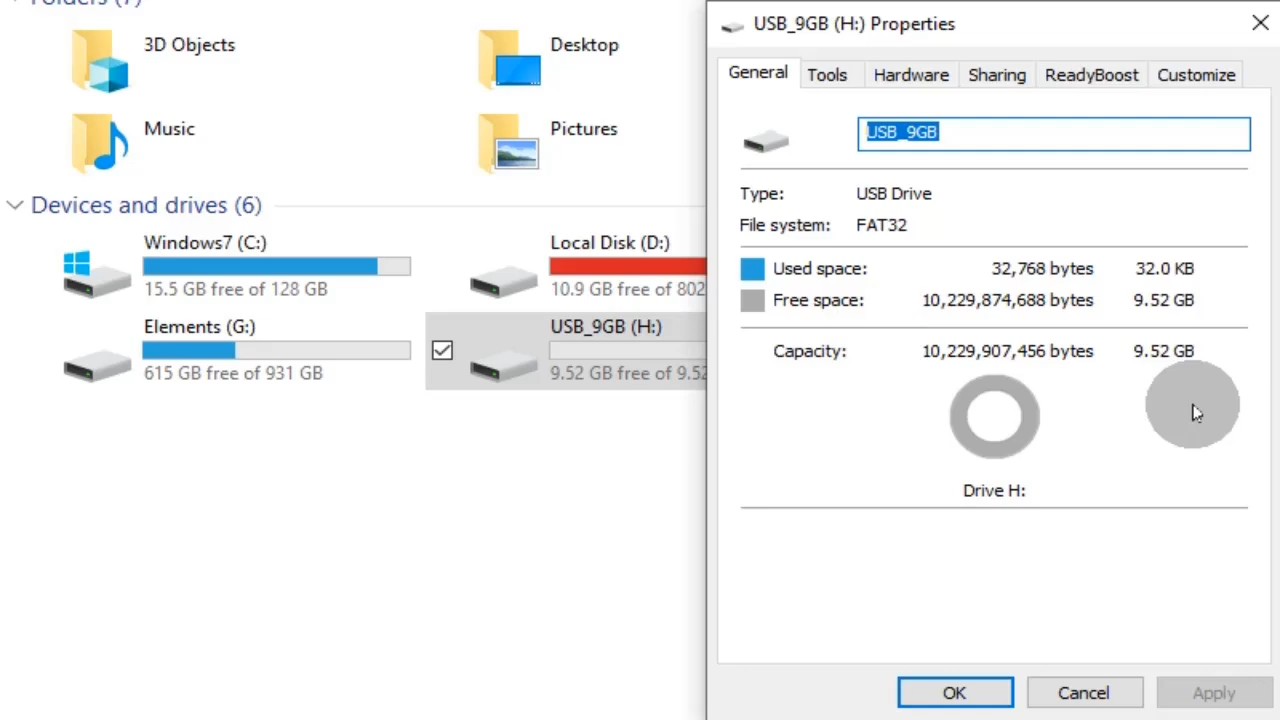 Folders (7)
3D Objects
Desktop
Music
Pictures
Devices and drives (6)
Windows7 (C:)
15.5 GB free of 128 GB
Local Disk (D:)
10.9 GB free of 802
Elements (G:)
615 GB free of 931 GB
USB_9GB (H:)
9.52 GB free of 9.52
USB_9GB (H:) Properties
General Tools Hardware Sharing ReadyBoost Customize
USB_9GB
Type: USB Drive
File system: FAT32
Used space: 32,768 bytes 32.0 KB
Free space: 10,229,874,688 bytes 9.52 GB
Capacity: 10,229,907,456 bytes 9.52 GB
Drive H:
OK Cancel Apply